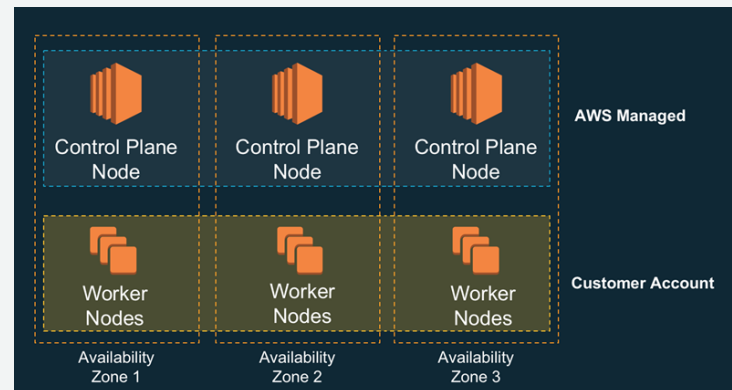 Control Plane
Node
Control Plane
Node
Control Plane
Node
AWS Managed
Worker
Nodes
Worker
Nodes
Worker
Nodes
Customer Account
Availability
Zone 1
Availability
Zone 2
Availability
Zone 3